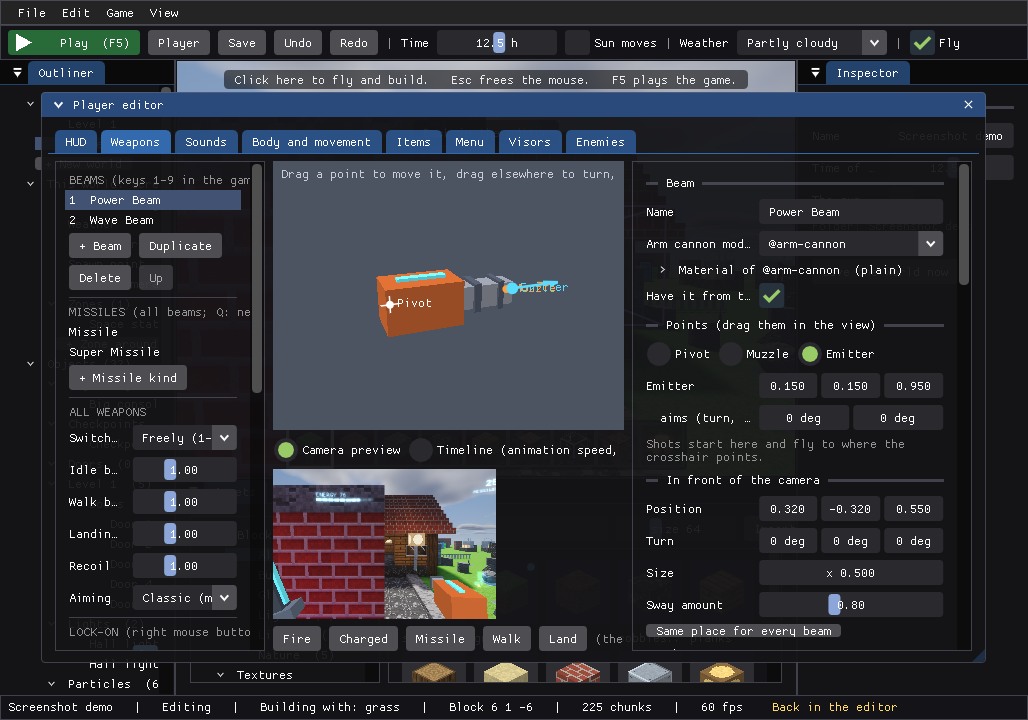 File Edit Game View
Play (F5) Player Save Undo Redo | Time 12.5 h Sun moves | Weather Partly cloudy | Fly
Outliner
Click here to fly and build. Esc frees the mouse. F5 plays the game.
Inspector
Player editor
HUD Weapons Sounds Body and movement Items Menu Visors Enemies
BEAMS (keys 1-9 in the gam
1 Power Beam
2 Wave Beam
+ Beam Duplicate
Delete Up
MISSILES (all beams; Q: ne
Missile
Super Missile
+ Missile kind
ALL WEAPONS
Switch… Freely (1-
Idle b… 1.00
Walk b… 1.00
Landin… 1.00
Recoil 1.00
Aiming Classic (m
LOCK-ON (right mouse butto
Drag a point to move it, drag elsewhere to turn,
Pivot
Camera preview Timeline (animation speed,
ENERGY 76
Fire Charged Missile Walk Land (the
Beam
Name Power Beam
Arm cannon mod… @arm-cannon
Material of @arm-cannon (plain)
Have it from t…
Points (drag them in the view)
Pivot Muzzle Emitter
Emitter 0.150 0.150 0.950
aims (turn, … 0 deg 0 deg
Shots start here and fly to where the
crosshair points.
In front of the camera
Position 0.320 -0.320 0.550
Turn 0 deg 0 deg 0 deg
Size x 0.500
Sway amount 0.80
Same place for every beam
Hall light
Particles (6
Textures
Screenshot demo | Editing | Building with: grass | Block 6 1 -6 | 225 chunks | 60 fps Back in the editor